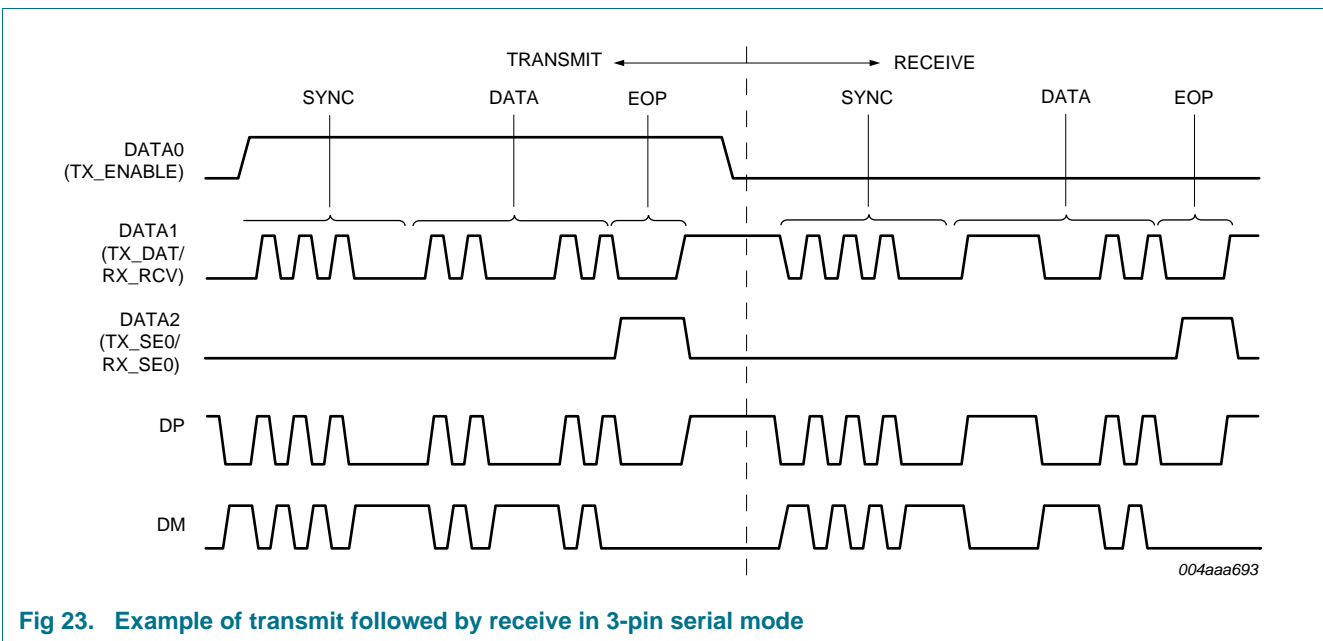 TRANSMIT
RECEIVE
SYNC
DATA
EOP
SYNC
DATA
EOP
DATA0
(TX_ENABLE)
DATA1
(TX_DAT/
RX_RCV)
DATA2
(TX_SE0/
RX_SE0)
DP
DM
004aaa693
Fig 23. Example of transmit followed by receive in 3-pin serial mode